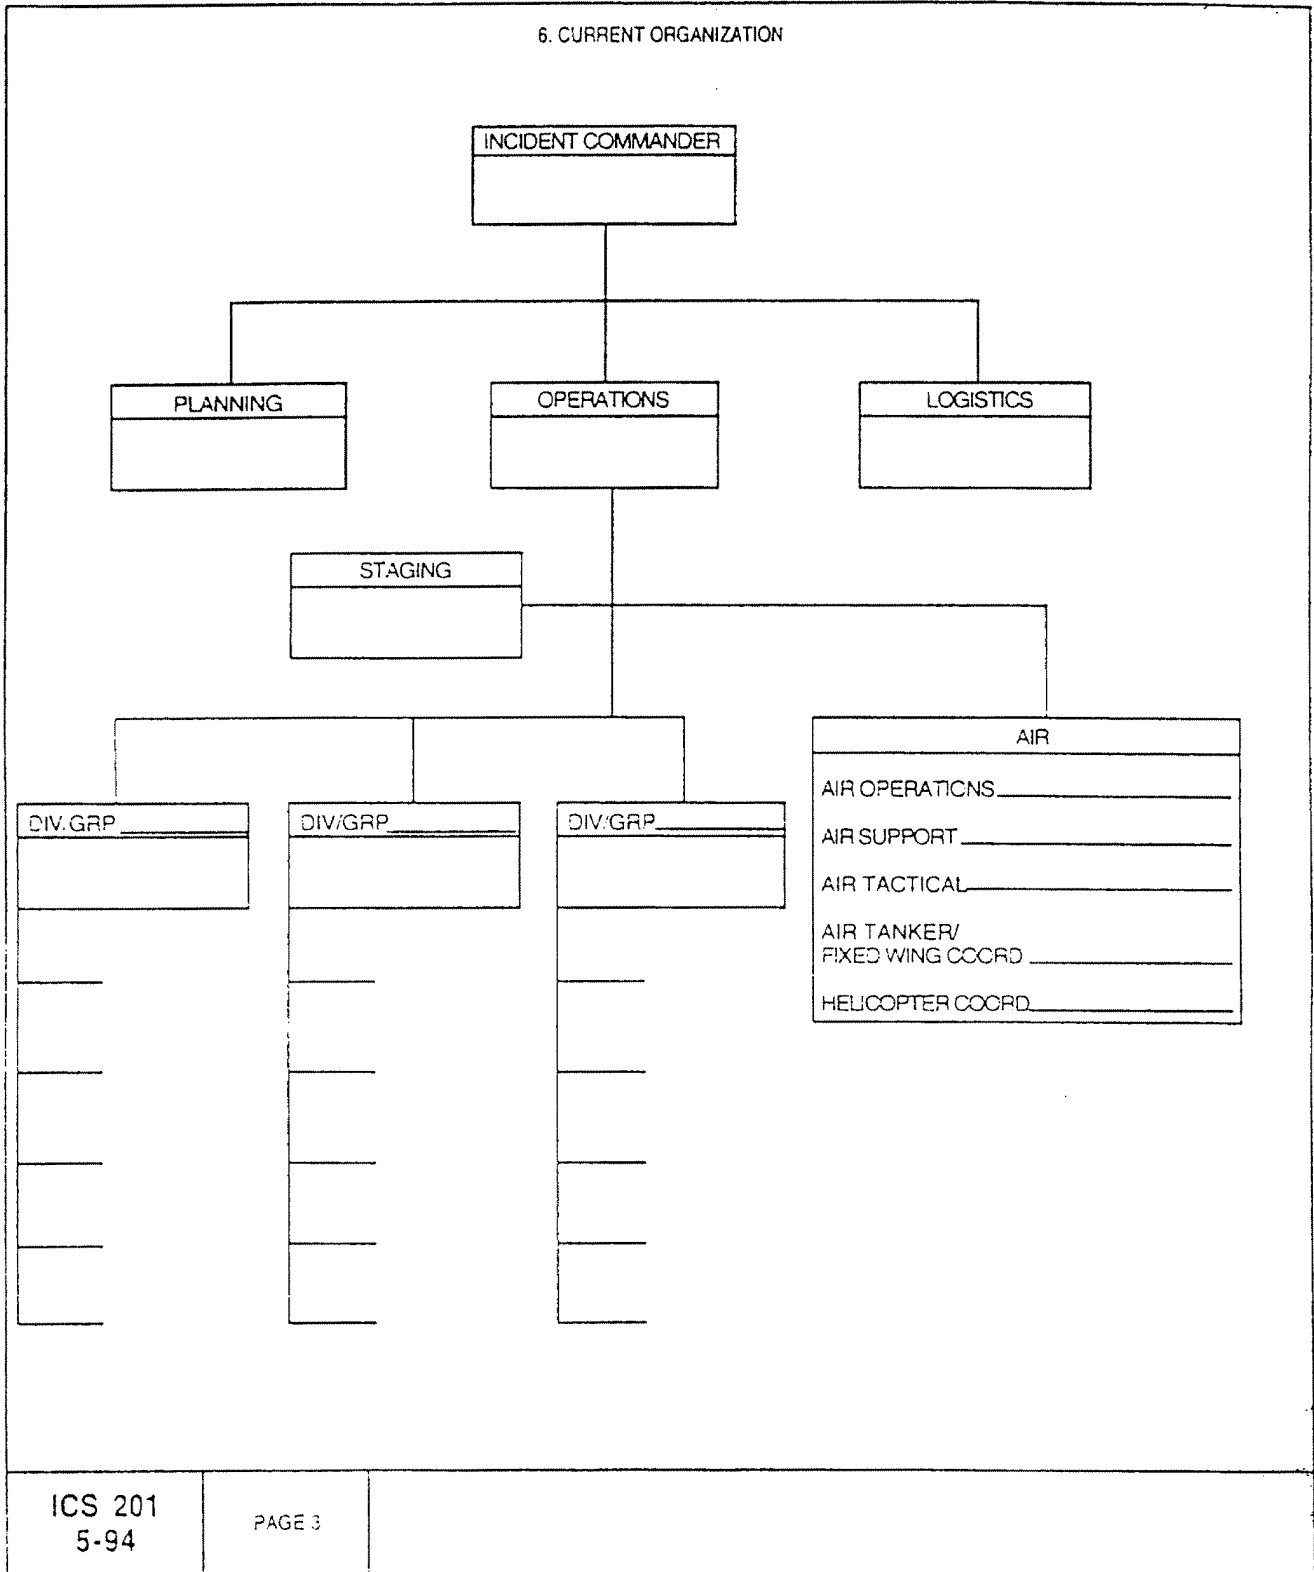 6. CURRENT ORGANIZATION
INCIDENT COMMANDER
PLANNING
OPERATIONS
LOGISTICS
STAGING
AIR
AIR OPERATIONS
AIR SUPPORT
AIR TACTICAL
AIR TANKER/
FIXED WING COORD
HELICOPTER COORD
DIV/GRP
DIV/GRP
DIV/GRP
ICS 201
5-94
PAGE 3